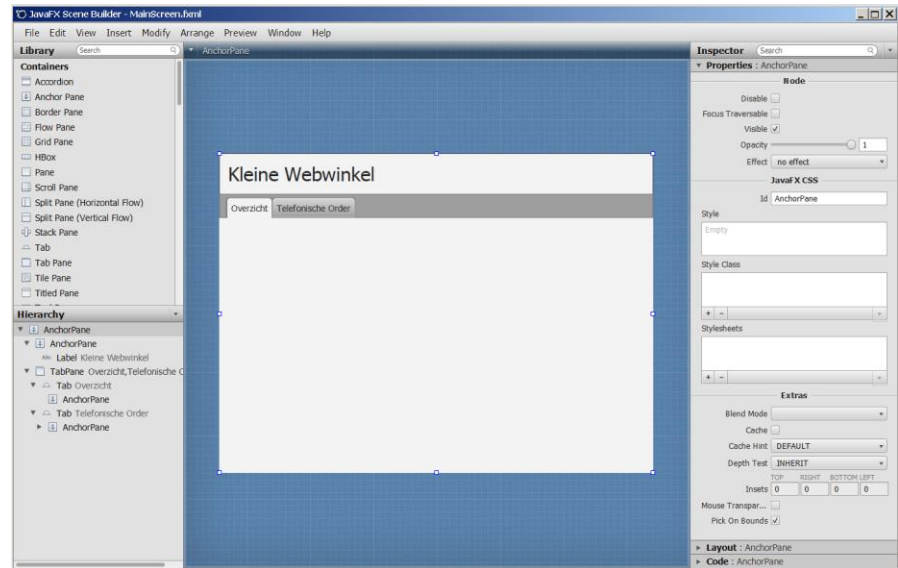 JavaFX Scene Builder - MainScreen.fxml
File Edit View Insert Modify Arrange Preview Window Help
Library Search
Containers
Accordion
Anchor Pane
Border Pane
Flow Pane
Grid Pane
HBox
Pane
Scroll Pane
Split Pane (Horizontal Flow)
Split Pane (Vertical Flow)
Stack Pane
Tab
Tab Pane
Tile Pane
Titled Pane
Hierarchy
AnchorPane
AnchorPane
Abc Label Kleine Webwinkel
TabPane Overzicht,Telefonische
Tab Overzicht
AnchorPane
Tab Telefonische Order
AnchorPane
AnchorPane
Kleine Webwinkel
Overzicht Telefonische Order
Inspector Search
Properties : AnchorPane
Node
Disable
Focus Traversable
Visible
Opacity 1
Effect no effect
JavaFX CSS
Id AnchorPane
Style
Empty
Style Class
+ -
Stylesheets
+ -
Extras
Blend Mode
Cache
Cache Hint DEFAULT
Depth Test INHERIT
TOP RIGHT BOTTOM LEFT
Insets 0 0 0 0
Mouse Transpar...
Pick On Bounds
Layout : AnchorPane
Code : AnchorPane